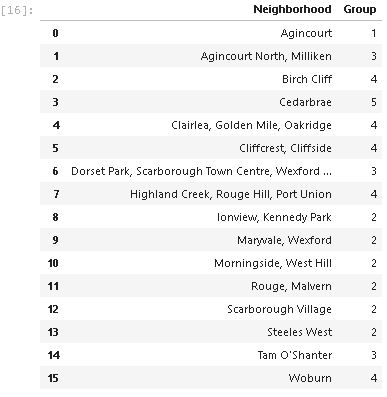 [16]:
Neighborhood Group
0 Agincourt 1
1 Agincourt North, Milliken 3
2 Birch Cliff 4
3 Cedarbrae 5
4 Clairlea, Golden Mile, Oakridge 4
5 Cliffcrest, Cliffside 4
6 Dorset Park, Scarborough Town Centre, Wexford ... 3
7 Highland Creek, Rouge Hill, Port Union 4
8 Ionview, Kennedy Park 2
9 Maryvale, Wexford 2
10 Morningside, West Hill 2
11 Rouge, Malvern 2
12 Scarborough Village 2
13 Steeles West 2
14 Tam O'Shanter 3
15 Woburn 4